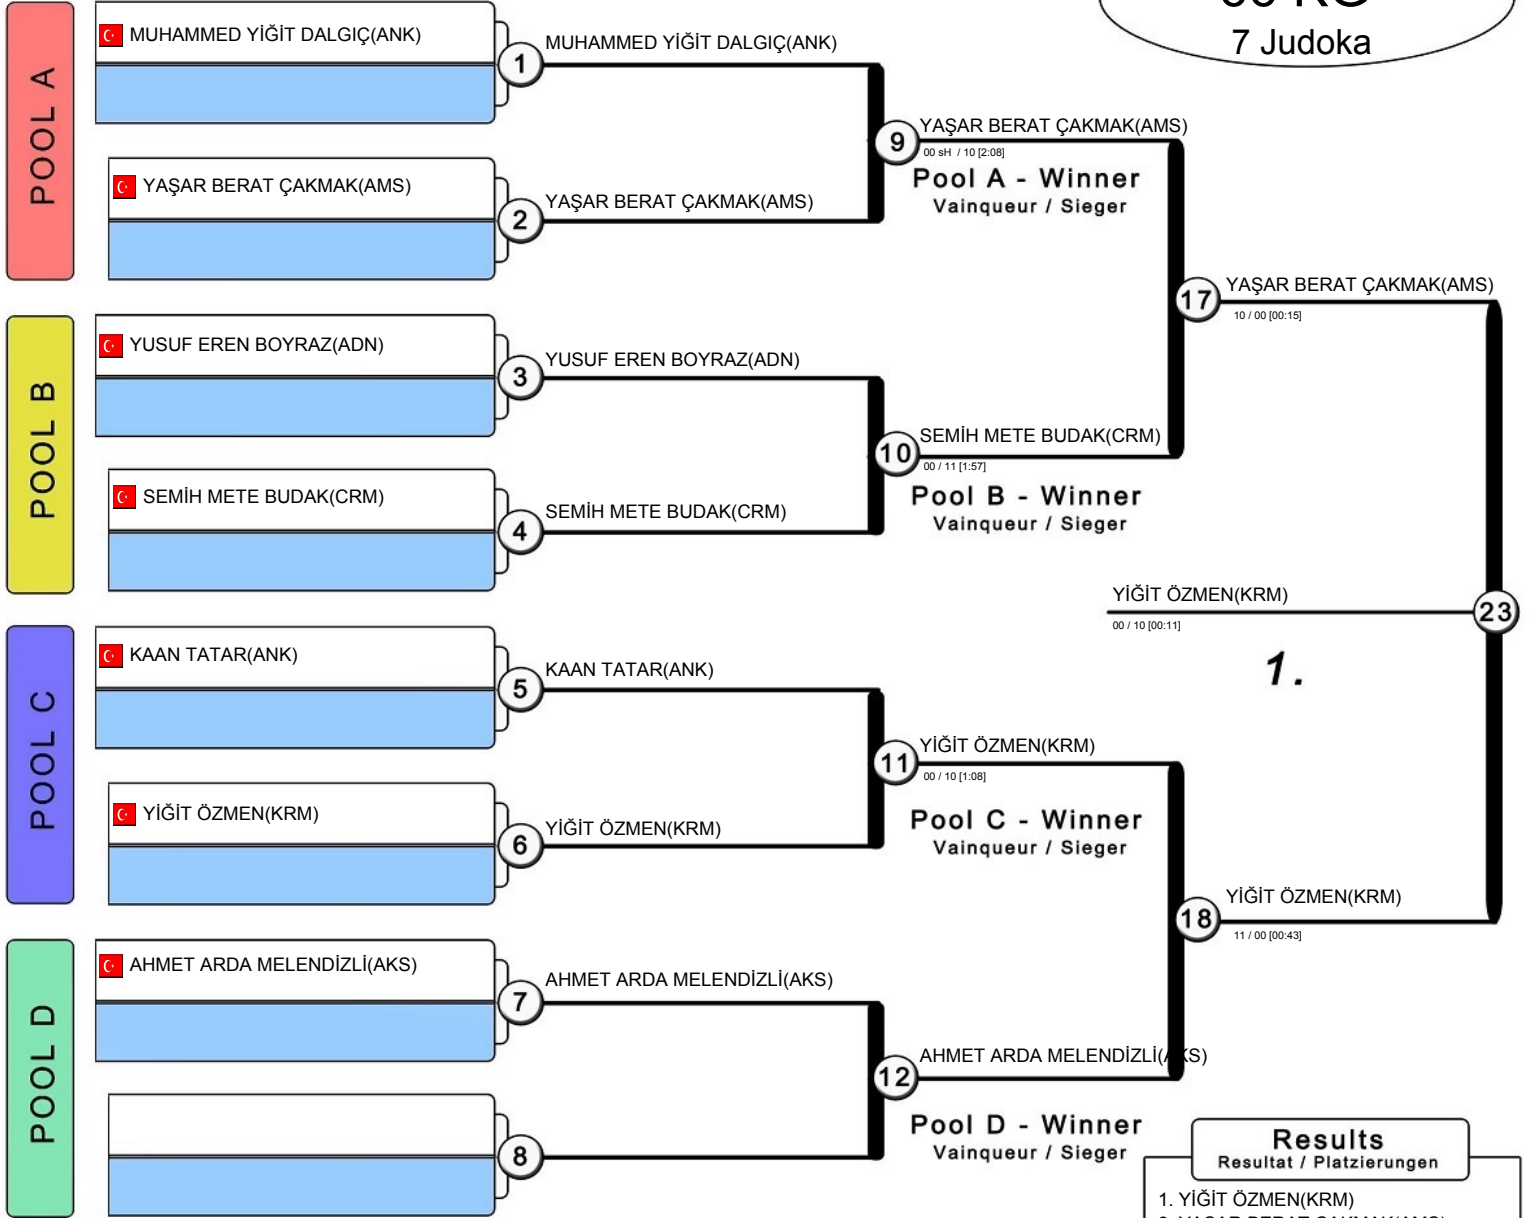 7 Judoka
POOL A
MUHAMMED YİĞİT DALGIÇ(ANK)
1
MUHAMMED YİĞİT DALGIÇ(ANK)
YAŞAR BERAT ÇAKMAK(AMS)
2
YAŞAR BERAT ÇAKMAK(AMS)
9
YAŞAR BERAT ÇAKMAK(AMS)
00 sH / 10 [2:08]
Pool A - Winner
Vainqueur / Sieger
POOL B
YUSUF EREN BOYRAZ(ADN)
3
YUSUF EREN BOYRAZ(ADN)
SEMİH METE BUDAK(CRM)
4
SEMİH METE BUDAK(CRM)
10
SEMİH METE BUDAK(CRM)
00 / 11 [1:57]
Pool B - Winner
Vainqueur / Sieger
17
YAŞAR BERAT ÇAKMAK(AMS)
10 / 00 [00:15]
POOL C
KAAN TATAR(ANK)
5
KAAN TATAR(ANK)
YİĞİT ÖZMEN(KRM)
6
YİĞİT ÖZMEN(KRM)
11
YİĞİT ÖZMEN(KRM)
00 / 10 [1:08]
Pool C - Winner
Vainqueur / Sieger
POOL D
AHMET ARDA MELENDİZLİ(AKS)
7
AHMET ARDA MELENDİZLİ(AKS)
8
12
AHMET ARDA MELENDİZLİ(AKS)
Pool D - Winner
Vainqueur / Sieger
18
YİĞİT ÖZMEN(KRM)
11 / 00 [00:43]
23
YİĞİT ÖZMEN(KRM)
00 / 10 [00:11]
1.
Results
Resultat / Platzierungen
1. YİĞİT ÖZMEN(KRM)